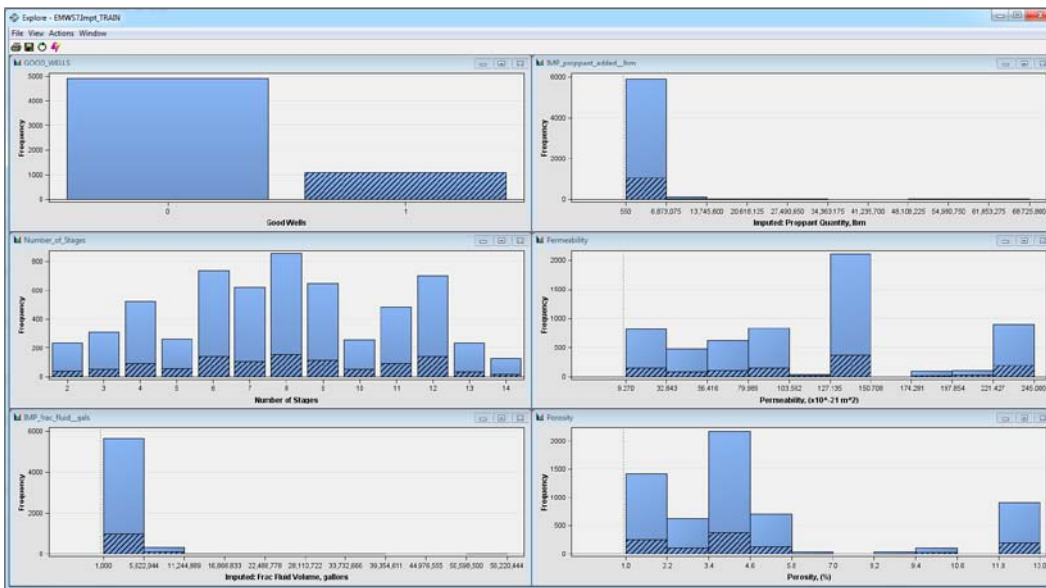 Explore - EMWS7.Impt_TRAIN
File View Actions Window
GOOD_WELLS
5000
4000
3000
2000
1000
0
Frequency
0 1
Good Wells
IMP_proppant_added__lbm
6000
4000
2000
0
Frequency
550 6,873,075 13,745,600 20,618,125 27,490,650 34,363,175 41,235,700 48,108,225 54,980,750 61,853,275 68,725,800
Imputed: Proppant Quantity, lbm
Number_of_Stages
800
600
400
200
0
Frequency
2 3 4 5 6 7 8 9 10 11 12 13 14
Number of Stages
Permeability
2000
1500
1000
500
0
Frequency
9.270 32.843 56.416 79.989 103.562 127.135 150.708 174.281 197.854 221.427 245.000
Permeability, (x10^-21 m^2)
IMP_frac_fluid__gals
6000
4000
2000
0
Frequency
1,000 5,622,944 11,244,889 16,866,833 22,488,778 28,110,722 33,732,666 39,354,611 44,976,555 50,598,500 56,220,444
Imputed: Frac Fluid Volume, gallons
Porosity
2000
1500
1000
500
0
Frequency
1.0 2.2 3.4 4.6 5.8 7.0 8.2 9.4 10.6 11.8 13.0
Porosity, (%)